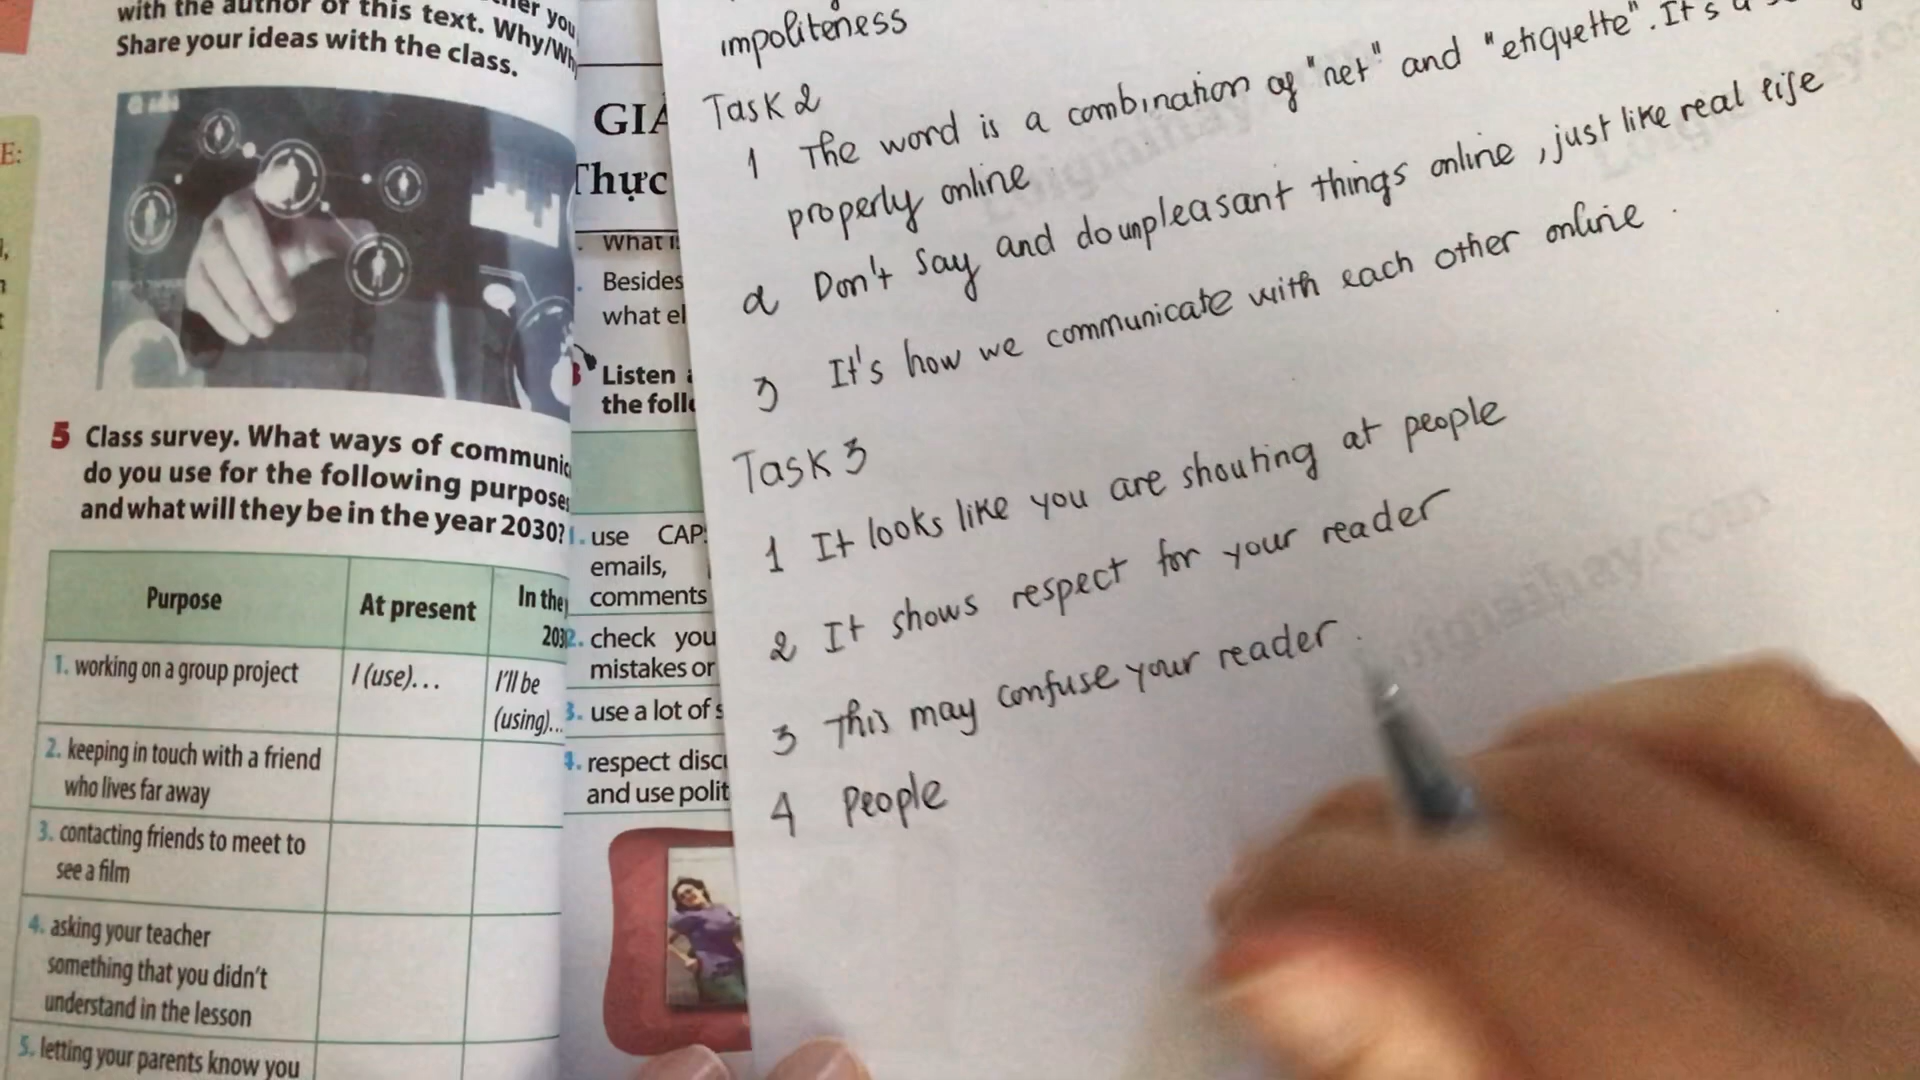 with the author of this text. Why/Wh
Share your ideas with the class.
5 Class survey. What ways of communic
do you use for the following purposes
and what will they be in the year 2030?
Purpose
At present
In the
203
1. working on a group project
I (use)...
I'll be
(using)...
2. keeping in touch with a friend
who lives far away
3. contacting friends to meet to
see a film
4. asking your teacher
something that you didn't
understand in the lesson
5. letting your parents know you
E:
GIẢ
Thực
What i
Besides
what el
Listen
the foll
1. use CAP
emails,
comments
2. check you
mistakes or
3. use a lot of s
4. respect disc
and use polit
impoliteness
Task 2
1 The word is a combination of "net" and "etiquette". It's a
properly online
2 Don't say and do unpleasant things online, just like real life
3 It's how we communicate with each other online.
Task 3
1 It looks like you are shouting at people
2 It shows respect for your reader
3 This may confuse your reader.
4 People